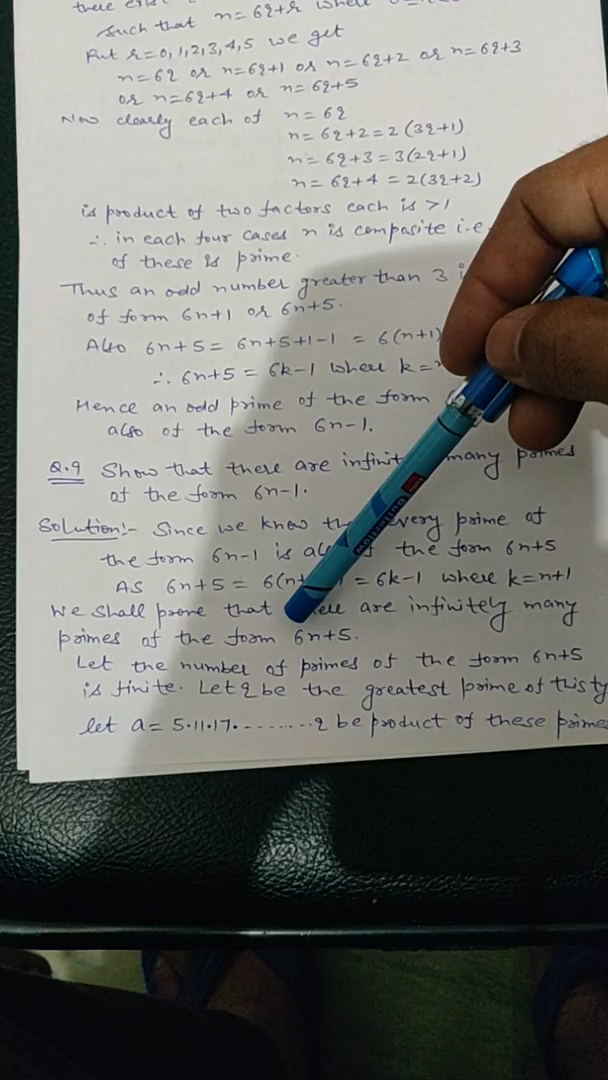 there
such that n=6q+r where
Put r=0,1,2,3,4,5 we get
n=6q or n=6q+1 or n=6q+2 or n=6q+3
or n=6q+4 or n=6q+5
Now clearly each of n=6q
n=6q+2=2(3q+1)
n=6q+3=3(2q+1)
n=6q+4=2(3q+2)
is product of two factors each is >1
∴ in each four cases n is composite i.e.
of these is prime.
Thus an odd number greater than 3
of form 6n+1 or 6n+5.
Also 6n+5 = 6n+5+1-1 = 6(n+1)
∴ 6n+5 = 6k-1 where k=
Hence an odd prime of the form
also of the form 6n-1.
Q.9 Show that there are many primes
of the form 6n-1.
Solution:- Since we know every prime of
the form 6n-1 is the form 6n+5
As 6n+5 = 6(n+ = 6k-1 where k=n+1
We shall prove that are infinitely many
primes of the form 6n+5.
Let the number of primes of the form 6n+5
is finite. Let q be the greatest prime of this
let a= 5.11.17.........q be product of these primes
Butterflow